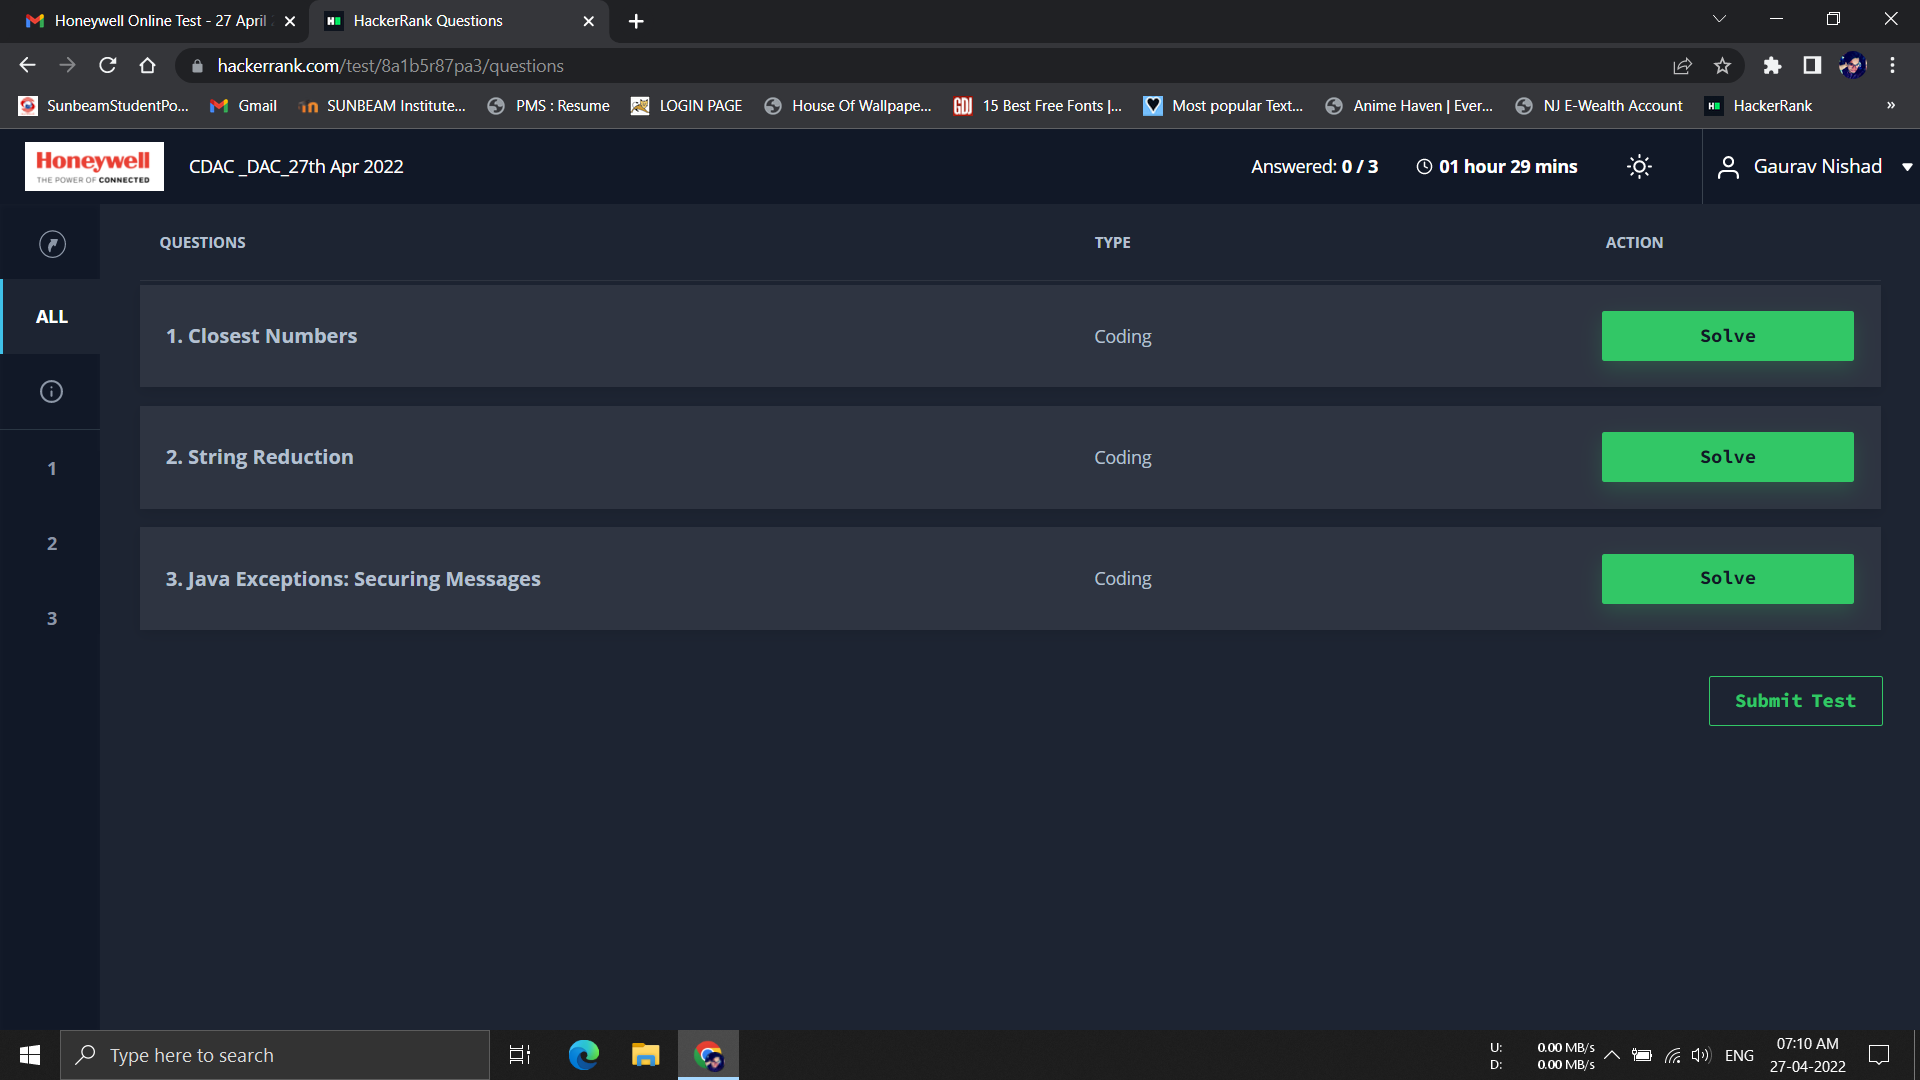 Honeywell Online Test - 27 April
HackerRank Questions
hackerrank.com/test/8a1b5r87pa3/questions
SunbeamStudentPo...
Gmail
SUNBEAM Institute...
PMS : Resume
LOGIN PAGE
House Of Wallpape...
15 Best Free Fonts |...
Most popular Text...
Anime Haven | Ever...
NJ E-Wealth Account
HackerRank
»
Honeywell
THE POWER OF CONNECTED
CDAC _DAC_27th Apr 2022
Answered: 0 / 3
01 hour 29 mins
Gaurav Nishad
QUESTIONS TYPE ACTION
ALL
1. Closest Numbers Coding Solve
2. String Reduction Coding Solve
3. Java Exceptions: Securing Messages Coding Solve
1
2
3
Submit Test
Type here to search
U: 0.00 MB/s
D: 0.00 MB/s
ENG
07:10 AM
27-04-2022